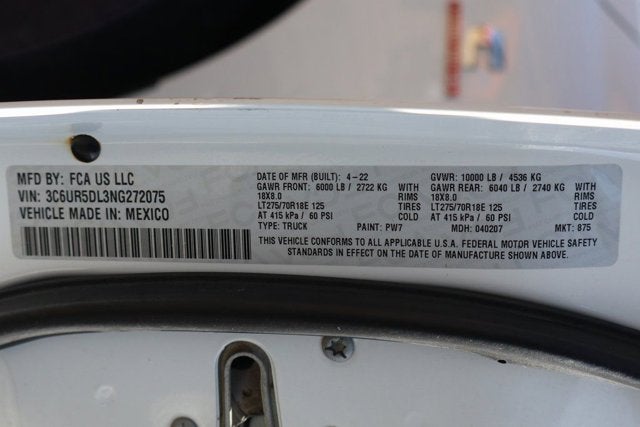 MFD BY: FCA US LLC
VIN: 3C6UR5DL3NG272075
VEHICLE MADE IN: MEXICO
DATE OF MFR (BUILT): 4-22
GAWR FRONT: 6000 LB / 2722 KG WITH
18X8.0 RIMS
LT275/70R18E 125 TIRES
AT 415 kPa / 60 PSI COLD
TYPE: TRUCK PAINT: PW7
GVWR: 10000 LB / 4536 KG
GAWR REAR: 6040 LB / 2740 KG WITH
18X8.0 RIMS
LT275/70R18E 125 TIRES
AT 415 kPa / 60 PSI COLD
MDH: 040207 MKT: 875
THIS VEHICLE CONFORMS TO ALL APPLICABLE U.S.A. FEDERAL MOTOR VEHICLE SAFETY
STANDARDS IN EFFECT ON THE DATE OF MANUFACTURE SHOWN ABOVE.